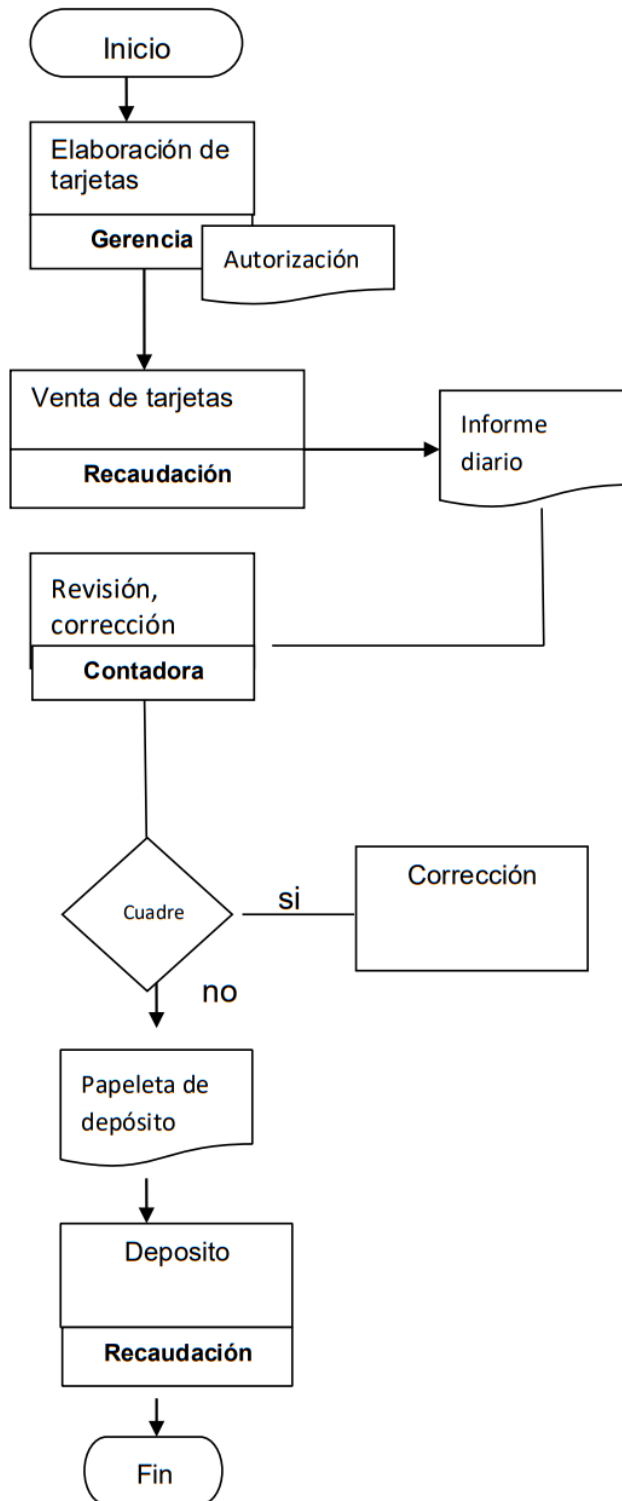 Inicio
Elaboración de
tarjetas
Gerencia
Autorización
Venta de tarjetas
Recaudación
Informe
diario
Revisión,
corrección
Contadora
Cuadre
si
Corrección
no
Papeleta de
depósito
Deposito
Recaudación
Fin